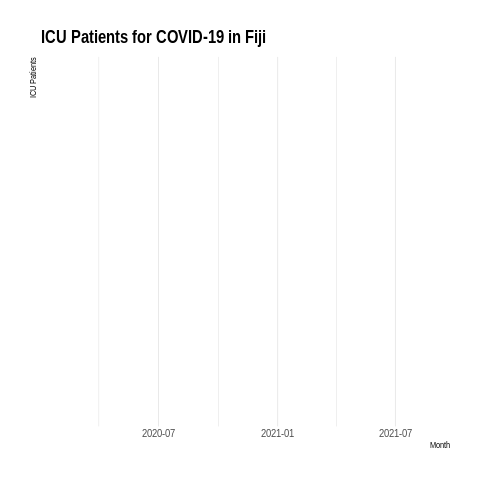 ICU Patients for COVID-19 in Fiji
ICU Patients
2020-07 2021-01 2021-07
Month